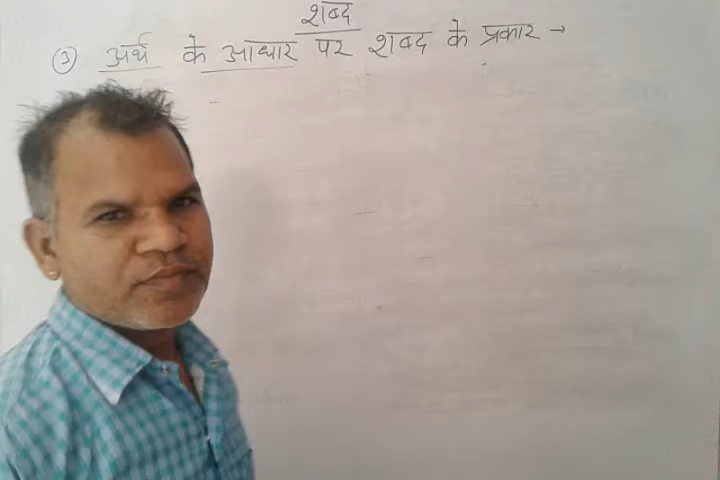 शब्द
③ अर्थ के आधार पर शब्द के प्रकार →